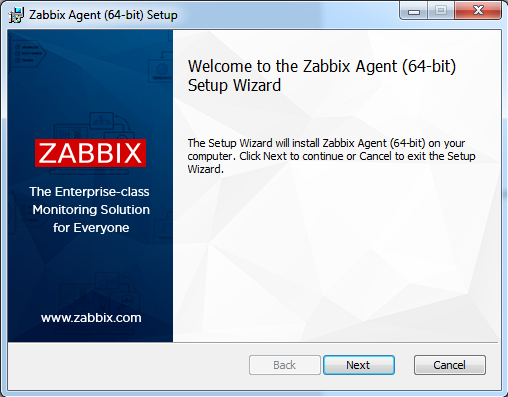 Zabbix Agent (64-bit) Setup
Welcome to the Zabbix Agent (64-bit)
Setup Wizard
The Setup Wizard will install Zabbix Agent (64-bit) on your
computer. Click Next to continue or Cancel to exit the Setup
Wizard.
ZABBIX
The Enterprise-class
Monitoring Solution
for Everyone
www.zabbix.com
Back
Next
Cancel